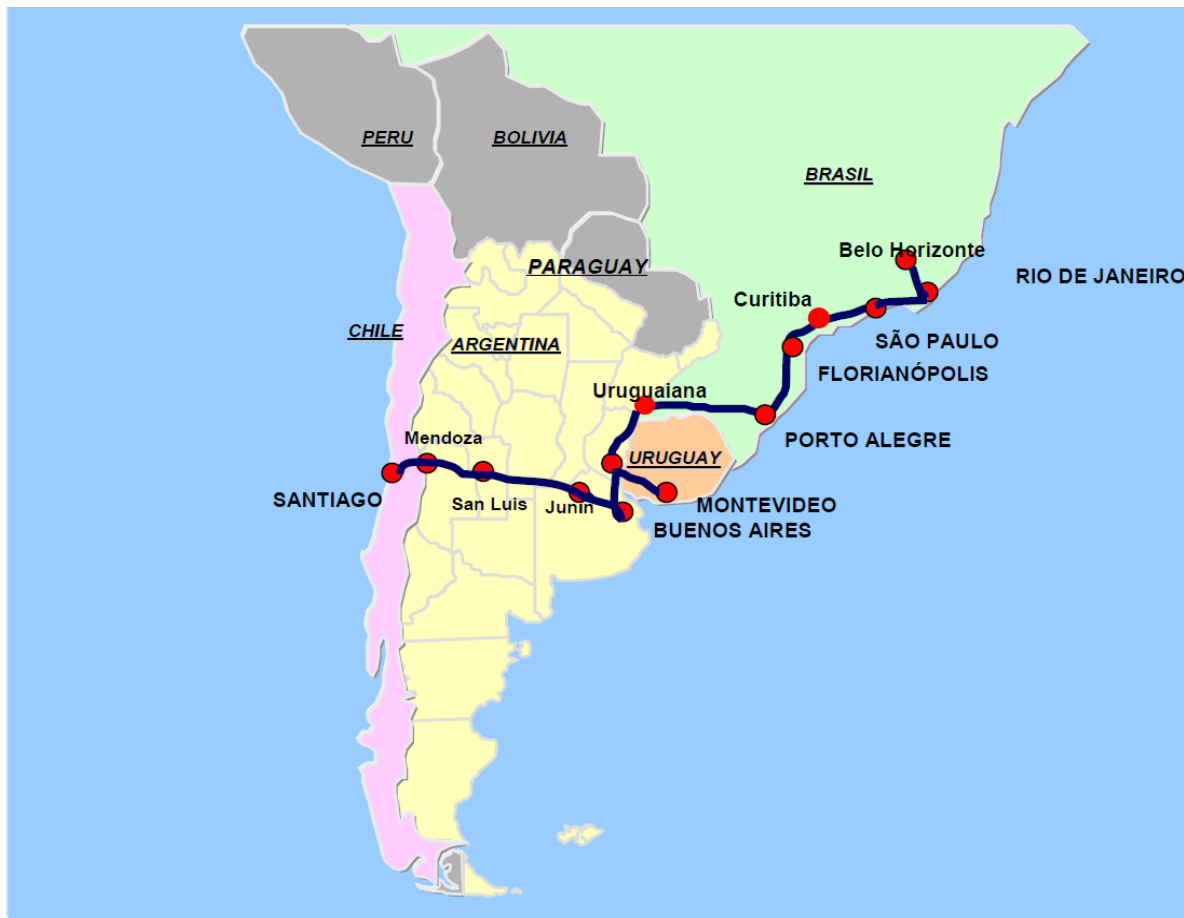 PERU
BOLIVIA
BRASIL
Belo Horizonte
PARAGUAY
RIO DE JANEIRO
Curitiba
CHILE
ARGENTINA
SÃO PAULO
FLORIANÓPOLIS
Uruguaiana
Mendoza
PORTO ALEGRE
URUGUAY
SANTIAGO
San Luis
Junin
MONTEVIDEO
BUENOS AIRES